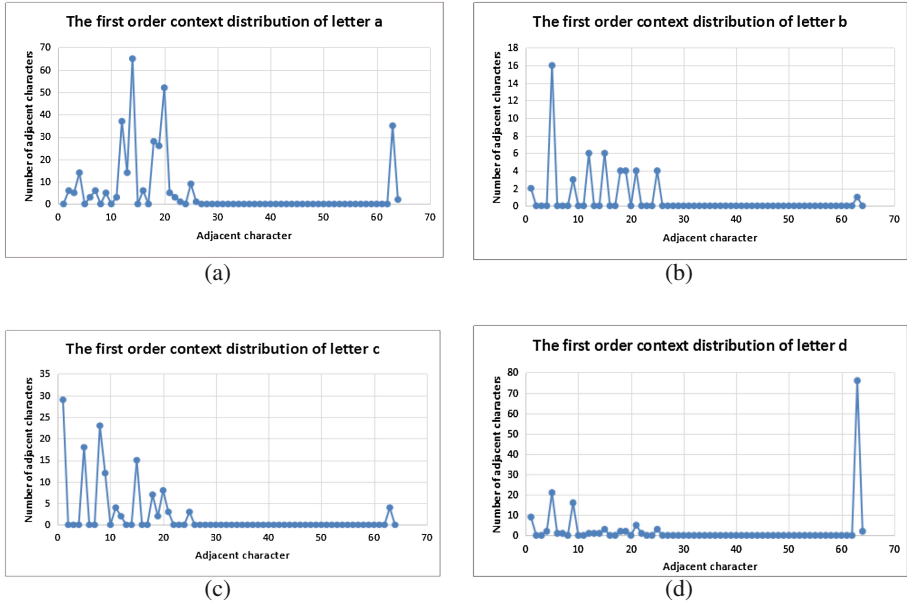 The first order context distribution of letter a
Number of adjacent characters
70
60
50
40
30
20
10
0
0 10 20 30 40 50 60 70
Adjacent character
(a)
The first order context distribution of letter b
Number of adjacent characters
18
16
14
12
10
8
6
4
2
0
0 10 20 30 40 50 60 70
Adjacent character
(b)
The first order context distribution of letter c
Number of adjacent characters
35
30
25
20
15
10
5
0
0 10 20 30 40 50 60 70
Adjacent character
(c)
The first order context distribution of letter d
Number of adjacent characters
80
70
60
50
40
30
20
10
0
0 10 20 30 40 50 60 70
Adjacent character
(d)